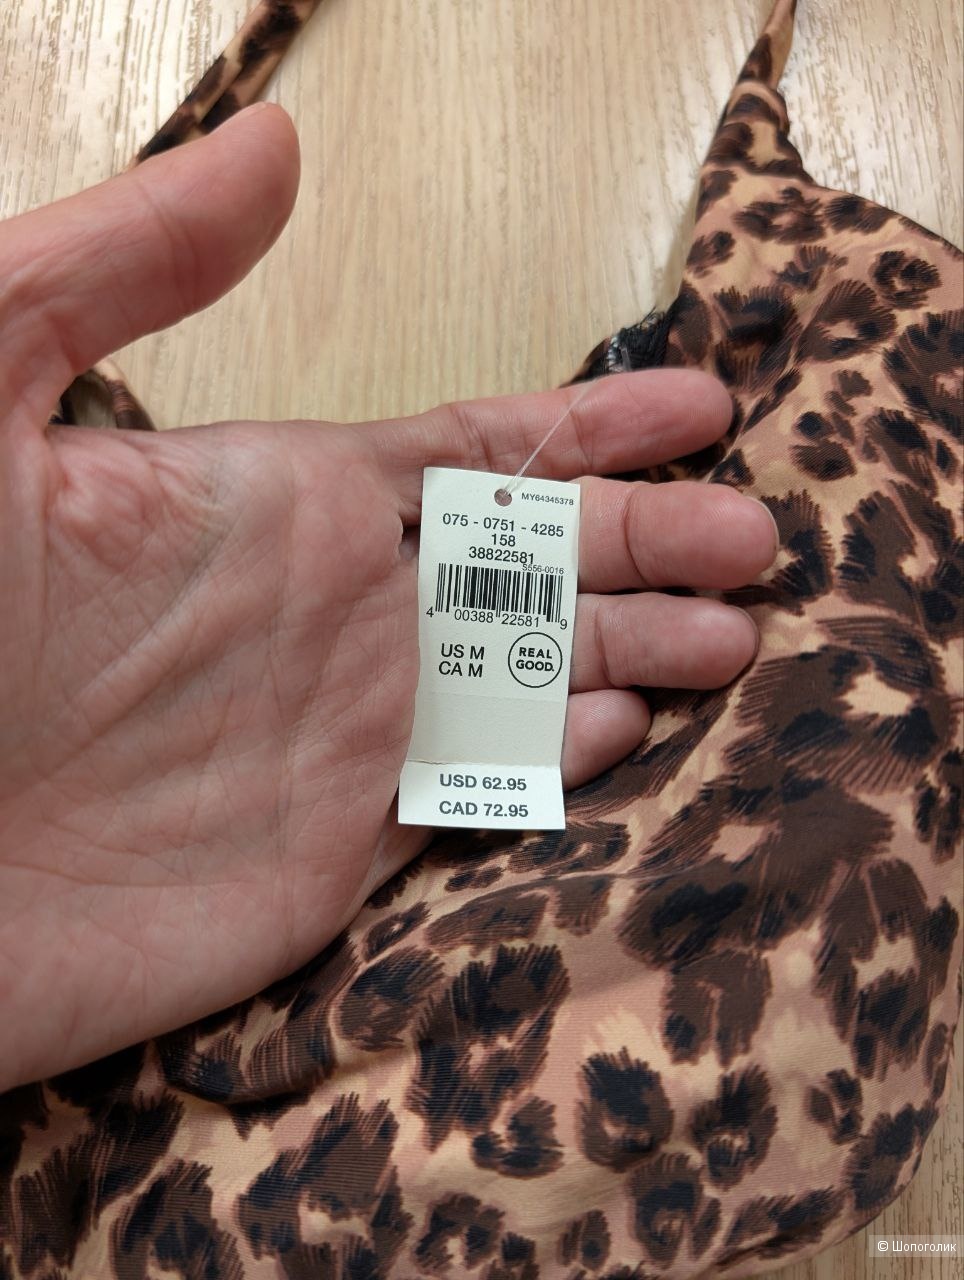 MY64345378
075 - 0751 - 4285
158
38822581
S556-0016
4 00388 22581 9
US M
CA M
REAL
GOOD.
USD 62.95
CAD 72.95
© Шопоголик